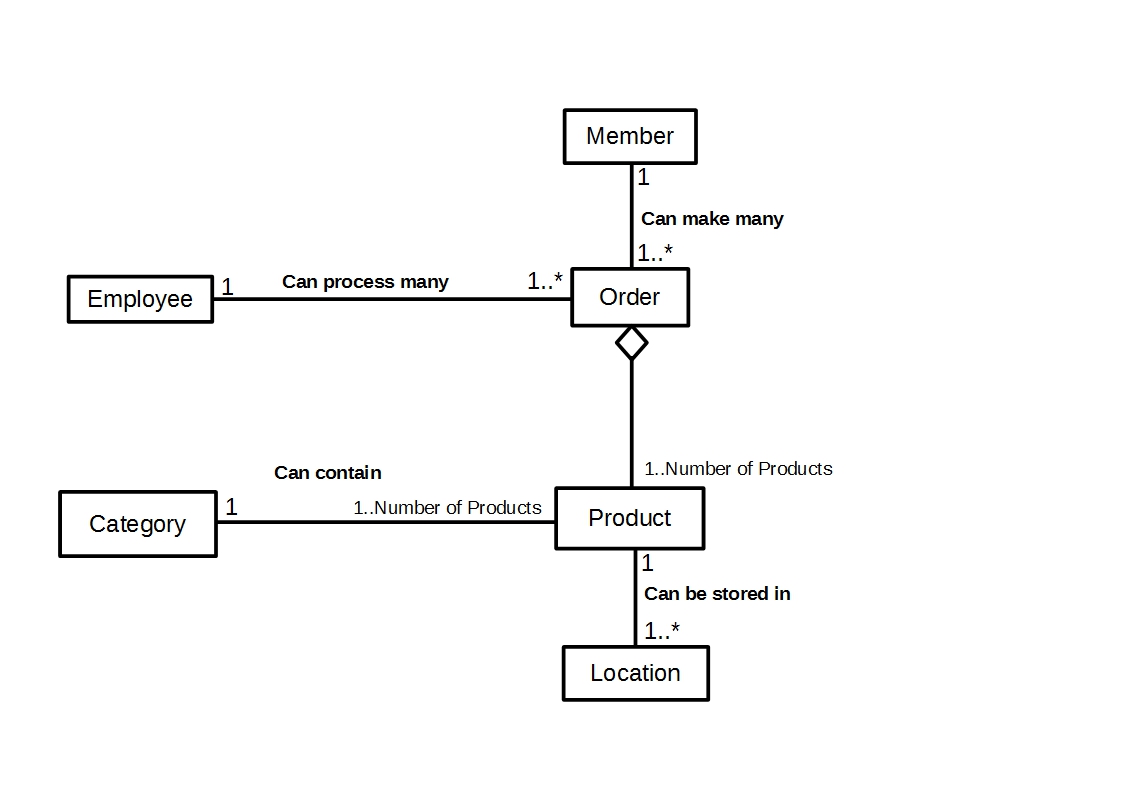 Member
1
Can make many
1..*
Employee
1
Can process many
1..*
Order
1..Number of Products
Can contain
Category
1
1..Number of Products
Product
1
Can be stored in
1..*
Location